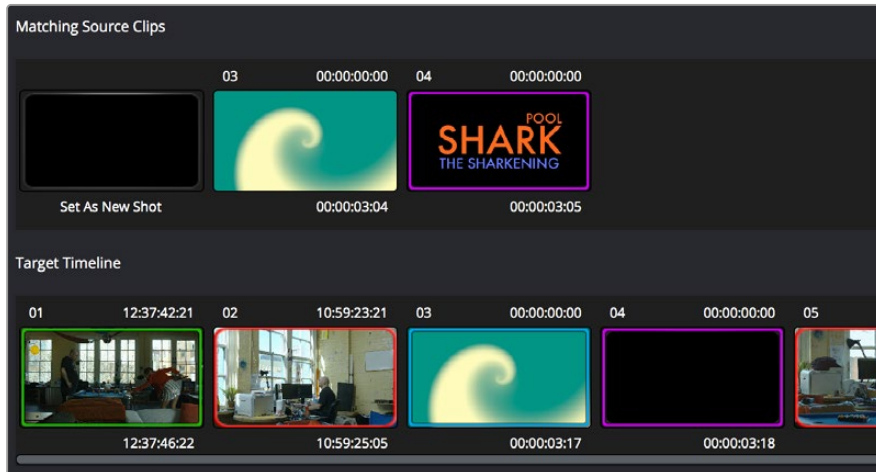 Matching Source Clips
03 00:00:00:00 04 00:00:00:00
POOL
SHARK
THE SHARKENING
Set As New Shot 00:00:03:04 00:00:03:05
Target Timeline
01 12:37:42:21 02 10:59:23:21 03 00:00:00:00 04 00:00:00:00 05
12:37:46:22 10:59:25:05 00:00:03:17 00:00:03:18